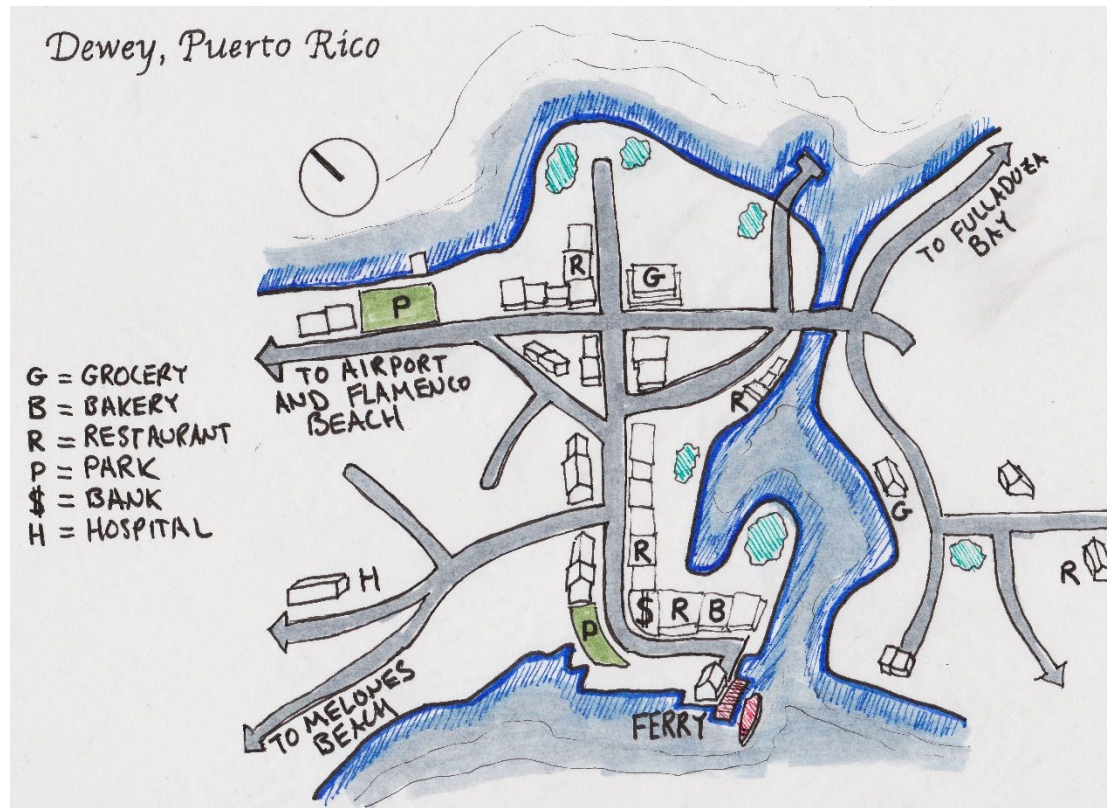 Dewey, Puerto Rico
TO FULLADOZA
BAY
R
G
P
TO AIRPORT
AND FLAMENCO
BEACH
G = GROCERY
B = BAKERY
R = RESTAURANT
P = PARK
$ = BANK
H = HOSPITAL
R
G
R
R
H
$ R B
P
TO MELONES
BEACH
FERRY